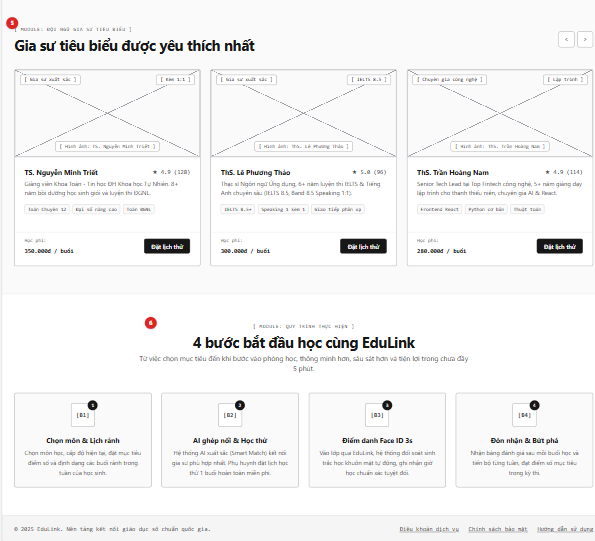 5
[ MODULE: ĐỘI NGŨ GIA SƯ TIÊU BIỂU ]
Gia sư tiêu biểu được yêu thích nhất
‹ ›
[ Gia sư xuất sắc ]
[ Kèm 1:1 ]
[ Hình ảnh: TS. Nguyễn Minh Triết ]
TS. Nguyễn Minh Triết
★ 4.9 (128)
Giảng viên Khoa Toán - Tin học ĐH Khoa học Tự Nhiên. 8+
năm bồi dưỡng học sinh giỏi và luyện thi ĐGNL.
Toán Chuyên 12
Đại số nâng cao
Toán ĐGNL
Học phí:
350.000đ / buổi
Đặt lịch thử
[ Gia sư xuất sắc ]
[ IELTS 8.5 ]
[ Hình ảnh: ThS. Lê Phương Thảo ]
ThS. Lê Phương Thảo
★ 5.0 (96)
Thạc sĩ Ngôn ngữ Ứng dụng, 6+ năm luyện thi IELTS & Tiếng
Anh chuyên sâu (IELTS 8.5, Band 8.5 Speaking 1:1).
IELTS 8.5+
Speaking 1 kèm 1
Giao tiếp phản xạ
Học phí:
300.000đ / buổi
Đặt lịch thử
[ Chuyên gia công nghệ ]
[ Lập trình ]
[ Hình ảnh: ThS. Trần Hoàng Nam ]
ThS. Trần Hoàng Nam
★ 4.9 (114)
Senior Tech Lead tại Top Fintech công nghệ, 5+ năm giảng dạy
lập trình cho thanh thiếu niên, chuyên gia AI & React.
Frontend React
Python cơ bản
Thuật toán
Học phí:
280.000đ / buổi
Đặt lịch thử
6
[ MODULE: QUY TRÌNH THỰC HIỆN ]
4 bước bắt đầu học cùng EduLink
Từ việc chọn mục tiêu đến khi bước vào phòng học, thông minh hơn, sâu sát hơn và tiện lợi trong chưa đầy
5 phút.
[B1]
1
Chọn môn & Lịch rảnh
Chọn môn học, cấp độ hiện tại, đặt mục tiêu
điểm số và định dạng các buổi rảnh trong
tuần của học sinh.
[B2]
2
AI ghép nối & Học thử
Hệ thống AI xuất sắc (Smart Match) kết nối
gia sư phù hợp nhất. Phụ huynh đặt lịch học
thử 1 buổi hoàn toàn miễn phí.
[B3]
3
Điểm danh Face ID 3s
Vào lớp qua EduLink, hệ thống đối soát sinh
trắc học khuôn mặt tự động, ghi nhận giờ
học chuẩn xác tuyệt đối.
[B4]
4
Đón nhận & Bứt phá
Nhận bảng đánh giá sau mỗi buổi học và
tiến bộ từng tuần, đạt điểm số mục tiêu
trong kỳ thi.
© 2025 EduLink. Nền tảng kết nối giáo dục số chuẩn quốc gia.
Điều khoản dịch vụ
Chính sách bảo mật
Hướng dẫn sử dụng